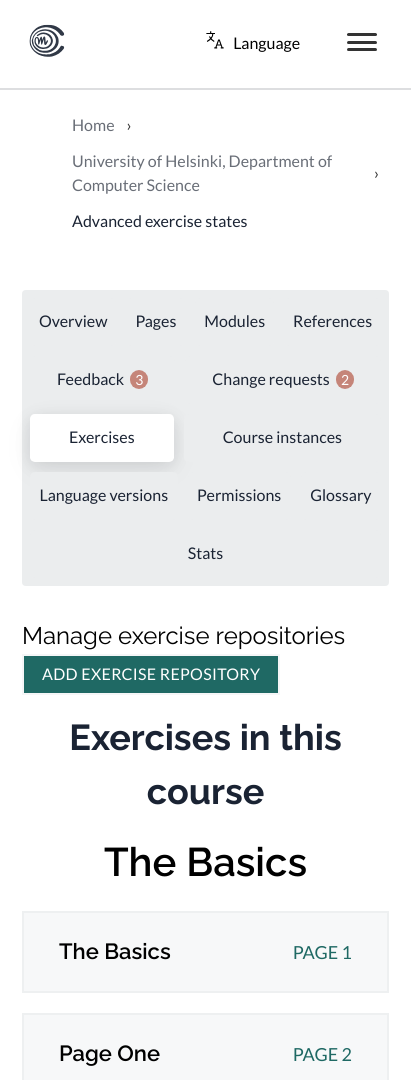 Language
Home ›
University of Helsinki, Department of
Computer Science ›
Advanced exercise states
Overview Pages Modules References
Feedback 3 Change requests 2
Exercises Course instances
Language versions Permissions Glossary
Stats
Manage exercise repositories
ADD EXERCISE REPOSITORY
Exercises in this
course
The Basics
The Basics PAGE 1
Page One PAGE 2